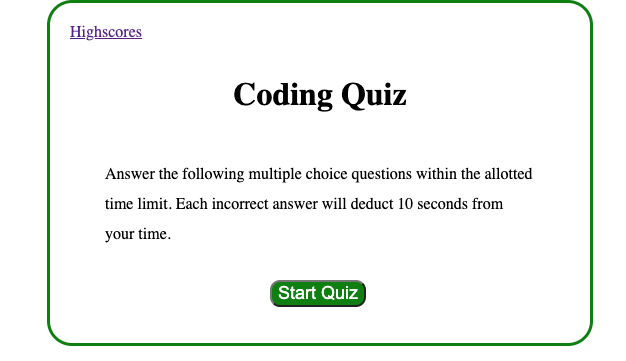 Highscores
Coding Quiz
Answer the following multiple choice questions within the allotted
time limit. Each incorrect answer will deduct 10 seconds from
your time.
Start Quiz